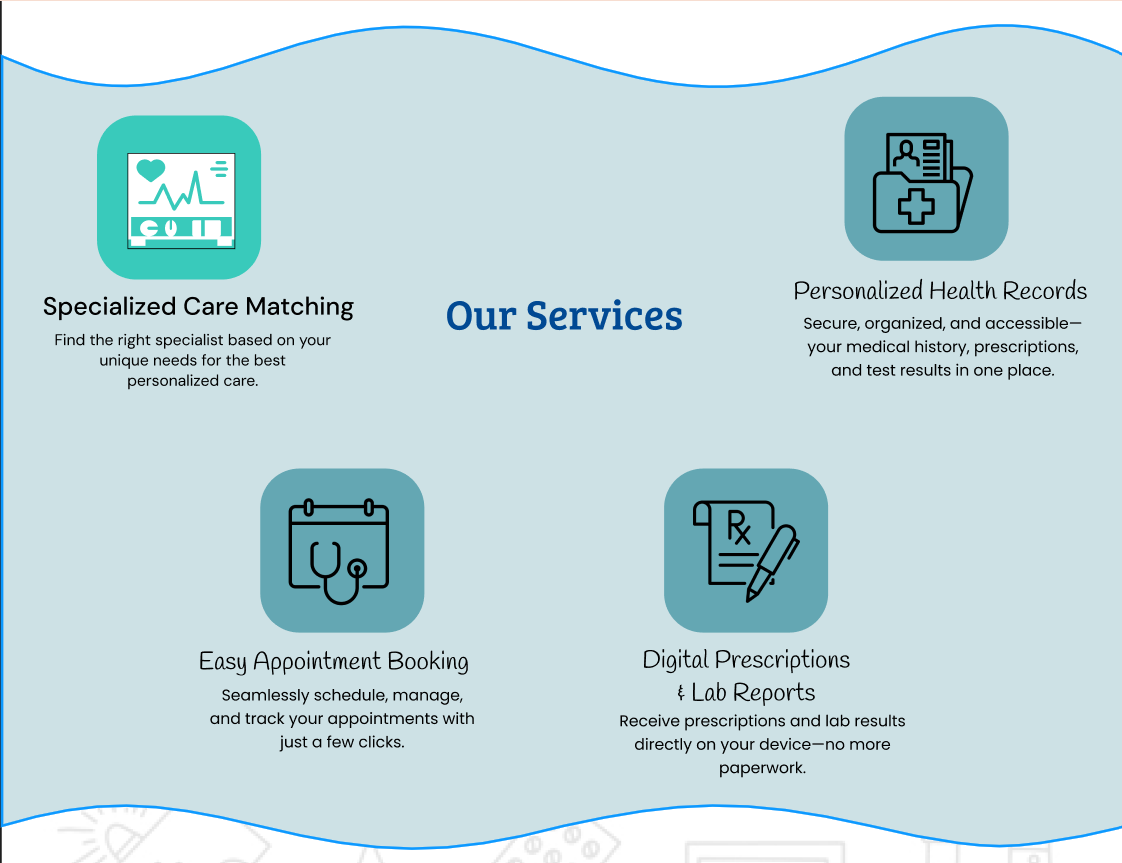 Our Services
Specialized Care Matching
Find the right specialist based on your
unique needs for the best
personalized care.
Personalized Health Records
Secure, organized, and accessible—
your medical history, prescriptions,
and test results in one place.
Easy Appointment Booking
Seamlessly schedule, manage,
and track your appointments with
just a few clicks.
Rx
Digital Prescriptions
& Lab Reports
Receive prescriptions and lab results
directly on your device—no more
paperwork.